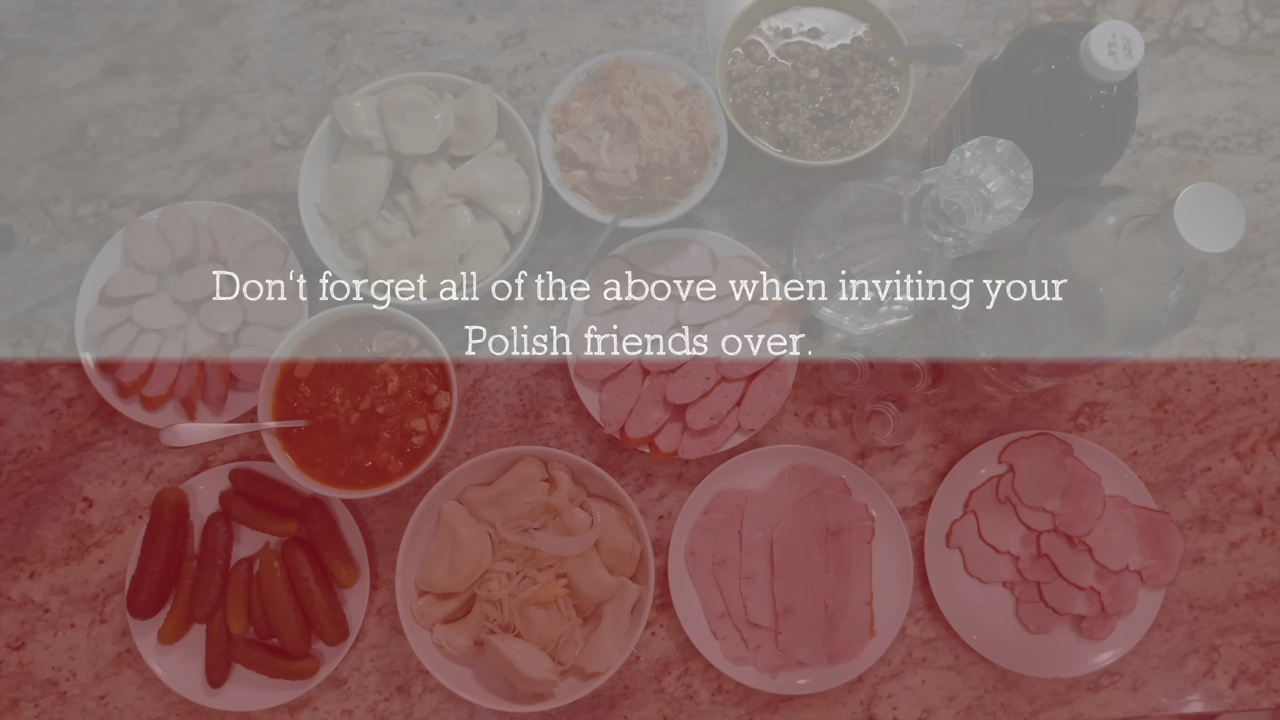 Don't forget all of the above when inviting your
Polish friends over.